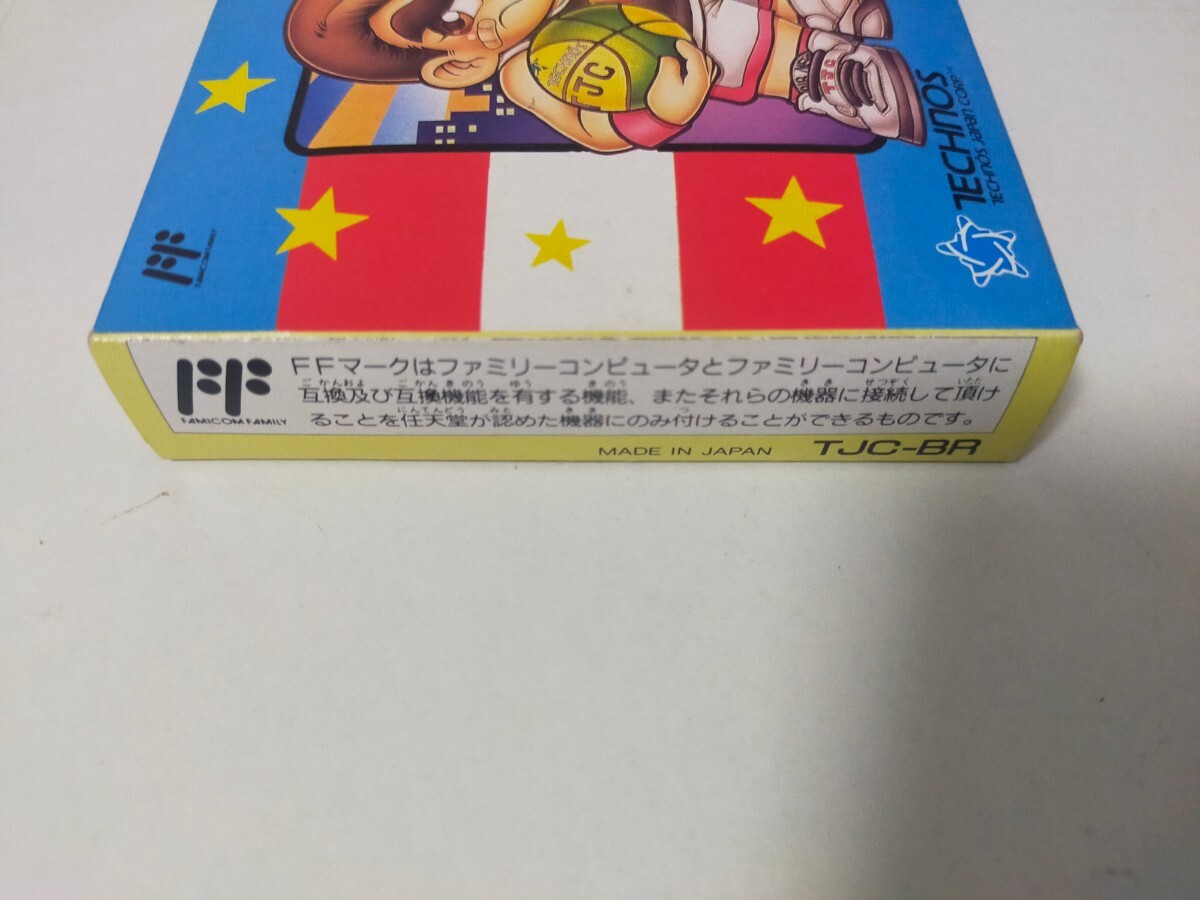 TECHNOS
TJC
AIR
TJC
TECHNOS
TECHNOS JAPAN CORP.
FAMICOM FAMILY
FAMICOM FAMILY
FFマークはファミリーコンピュータとファミリーコンピュータに
互換及び互換機能を有する機能、またそれらの機器に接続して頂け
ることを任天堂が認めた機器にのみ付けることができるものです。
MADE IN JAPAN TJC-BR